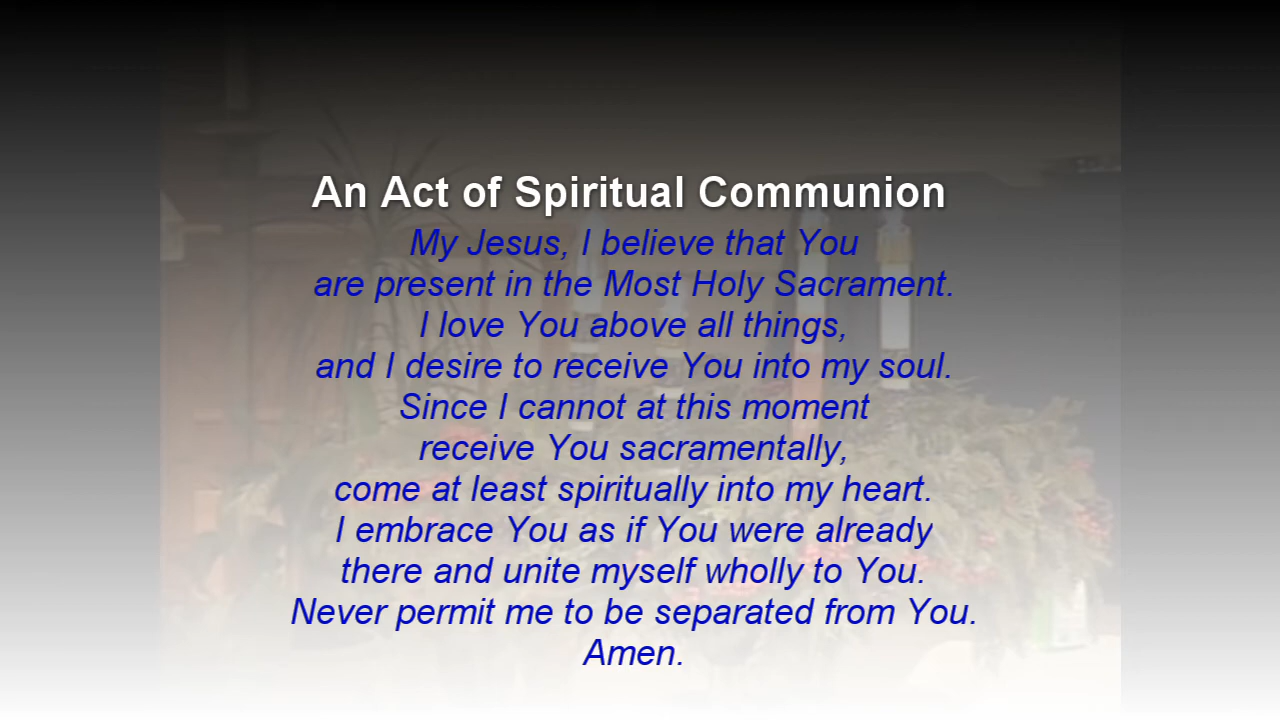 An Act of Spiritual Communion
My Jesus, I believe that You
are present in the Most Holy Sacrament.
I love You above all things,
and I desire to receive You into my soul.
Since I cannot at this moment
receive You sacramentally,
come at least spiritually into my heart.
I embrace You as if You were already
there and unite myself wholly to You.
Never permit me to be separated from You.
Amen.